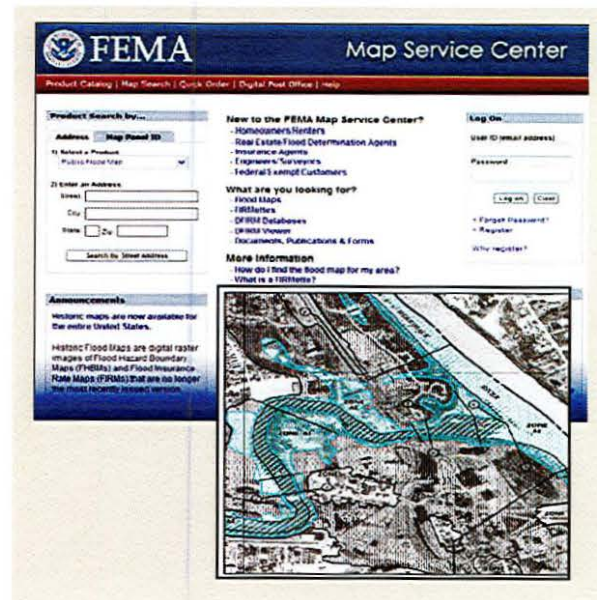 FEMA
Map Service Center
Product Catalog | Map Search | Quick Order | Digital Post Office | Help
Product Search by...
Address
Map Panel ID
1) Select a Product
Public Flood Map
2) Enter an Address
Street:
City:
State:
Zip:
Search by Street Address
Announcements
Historic maps are now available for
the entire United States.
Historic Flood Maps are digital raster
images of Flood Hazard Boundary
Maps (FHBMs) and Flood Insurance
Rate Maps (FIRMs) that are no longer
the most recently issued version.
New to the FEMA Map Service Center?
- Homeowners/Renters
- Real Estate/Flood Determination Agents
- Insurance Agents
- Engineers/Surveyors
- Federal Exempt Customers
What are you looking for?
- Flood Maps
- FIRMettes
- DFIRM Databases
- DFIRM Viewer
- Documents, Publications & Forms
More Information
- How do I find the flood map for my area?
- What is a FIRMette?
Log On
User ID (email address)
Password
Log on
Clear
Forgot Password?
Register
Why register?
RIVER
ZONE
ZONE